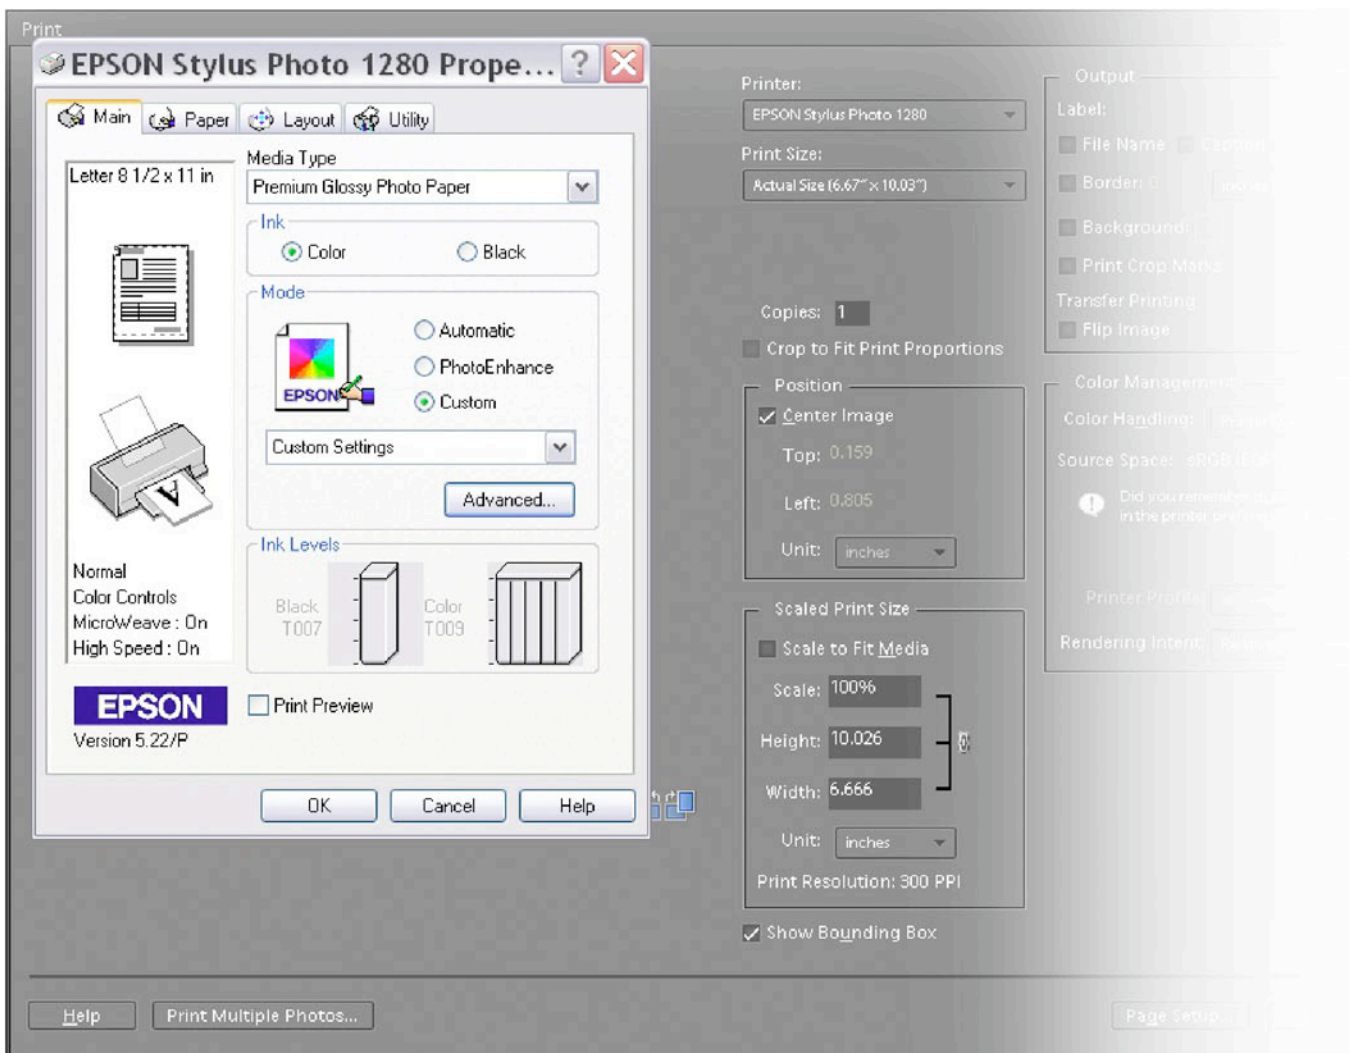 Print
EPSON Stylus Photo 1280 Prope...
Main
Paper
Layout
Utility
Letter 8 1/2 x 11 in
Media Type
Premium Glossy Photo Paper
Ink
Color
Black
Mode
Automatic
PhotoEnhance
EPSON
Custom
Custom Settings
Advanced...
Ink Levels
Black
T007
Color
T009
Normal
Color Controls
MicroWeave : On
High Speed : On
EPSON
Version 5.22/P
Print Preview
OK
Cancel
Help
Printer:
EPSON Stylus Photo 1280
Print Size:
Actual Size (6.67" x 10.03")
Copies: 1
Crop to Fit Print Proportions
Position
Center Image
Top: 0.159
Left: 0.805
Unit: inches
Scaled Print Size
Scale to Fit Media
Scale: 100%
Height: 10.026
Width: 6.666
Unit: inches
Print Resolution: 300 PPI
Show Bounding Box
Output
Label:
File Name
Caption
Border:
inches
Background:
Print Crop Marks
Transfer Printing
Flip Image
Color Management
Color Handling:
Source Space:
Did you remember
in the printer
Printer Profile:
Rendering Intent:
Help
Print Multiple Photos...
Page Setup...